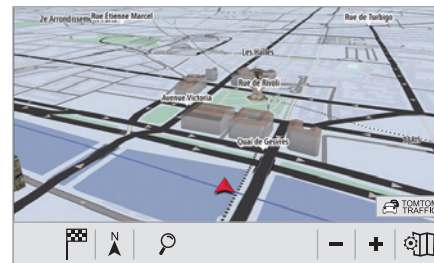 2e Arrondissem
Rue Etienne Marcel
Rue de Turbigo
Les Halles
Rue de Rivoli
Avenue Victoria
Quai de Gesvres
TOMTOM
TRAFFIC
N